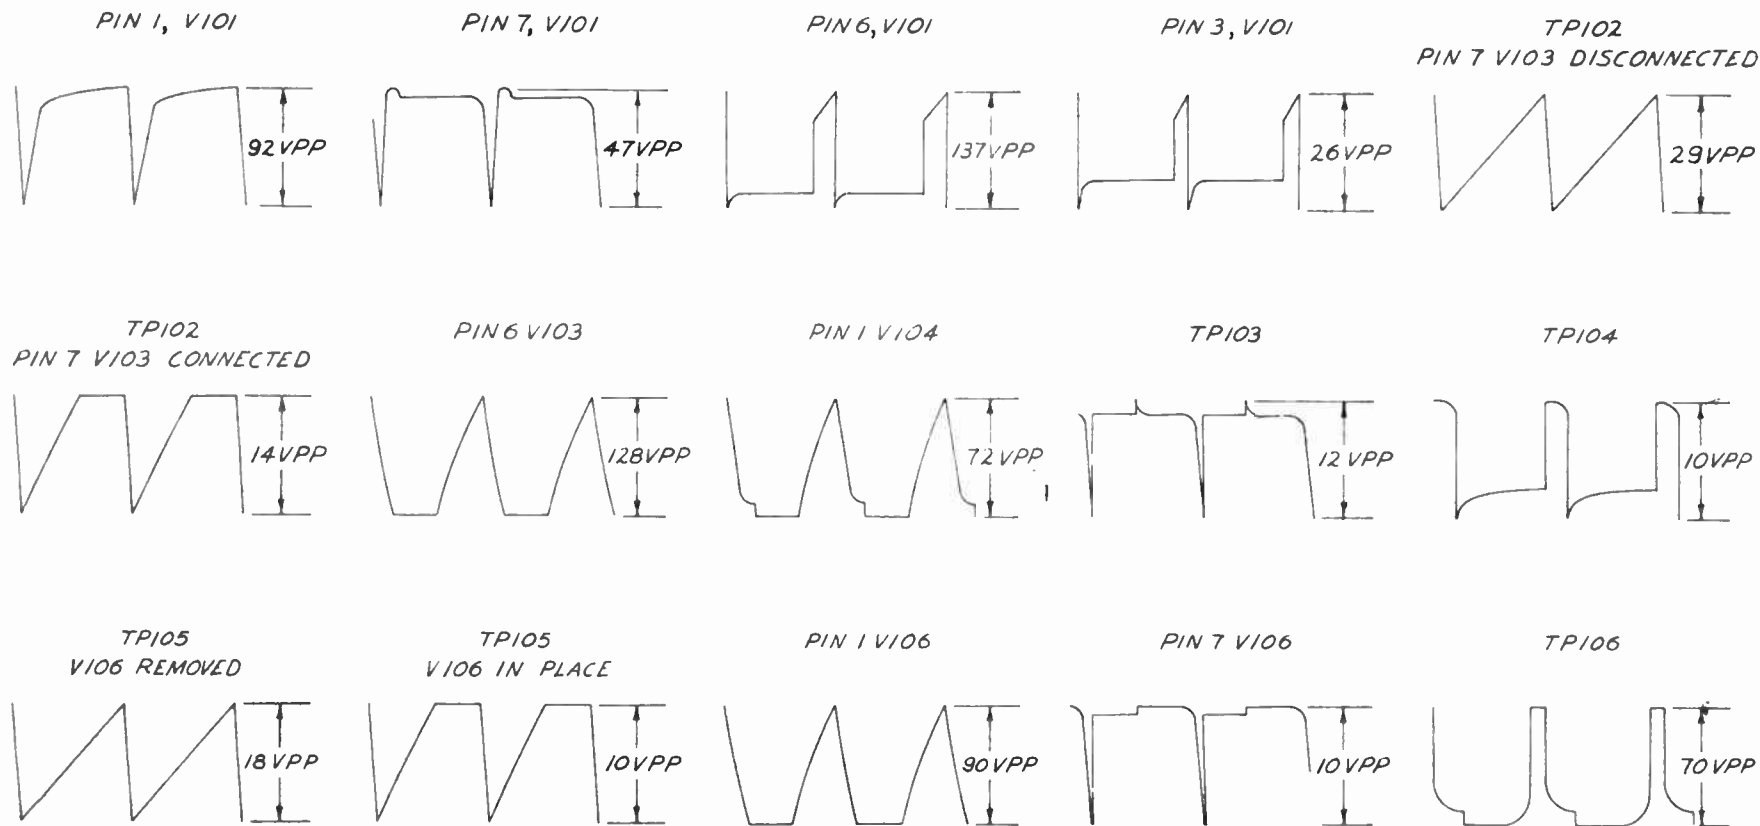 PIN 1, V101
92VPP
PIN 7, V101
47VPP
PIN 6, V101
137VPP
PIN 3, V101
26VPP
TP102
PIN 7 V103 DISCONNECTED
29VPP
TP102
PIN 7 V103 CONNECTED
14VPP
PIN 6 V103
128VPP
PIN 1 V104
72VPP
TP103
12VPP
TP104
10VPP
TP105
V106 REMOVED
18VPP
TP105
V106 IN PLACE
10VPP
PIN 1 V106
90VPP
PIN 7 V106
10VPP
TP106
70VPP